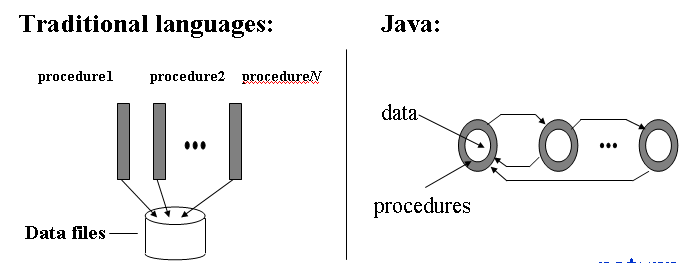 Traditional languages:
Java:
procedure1 procedure2 procedureN
data
procedures
Data files